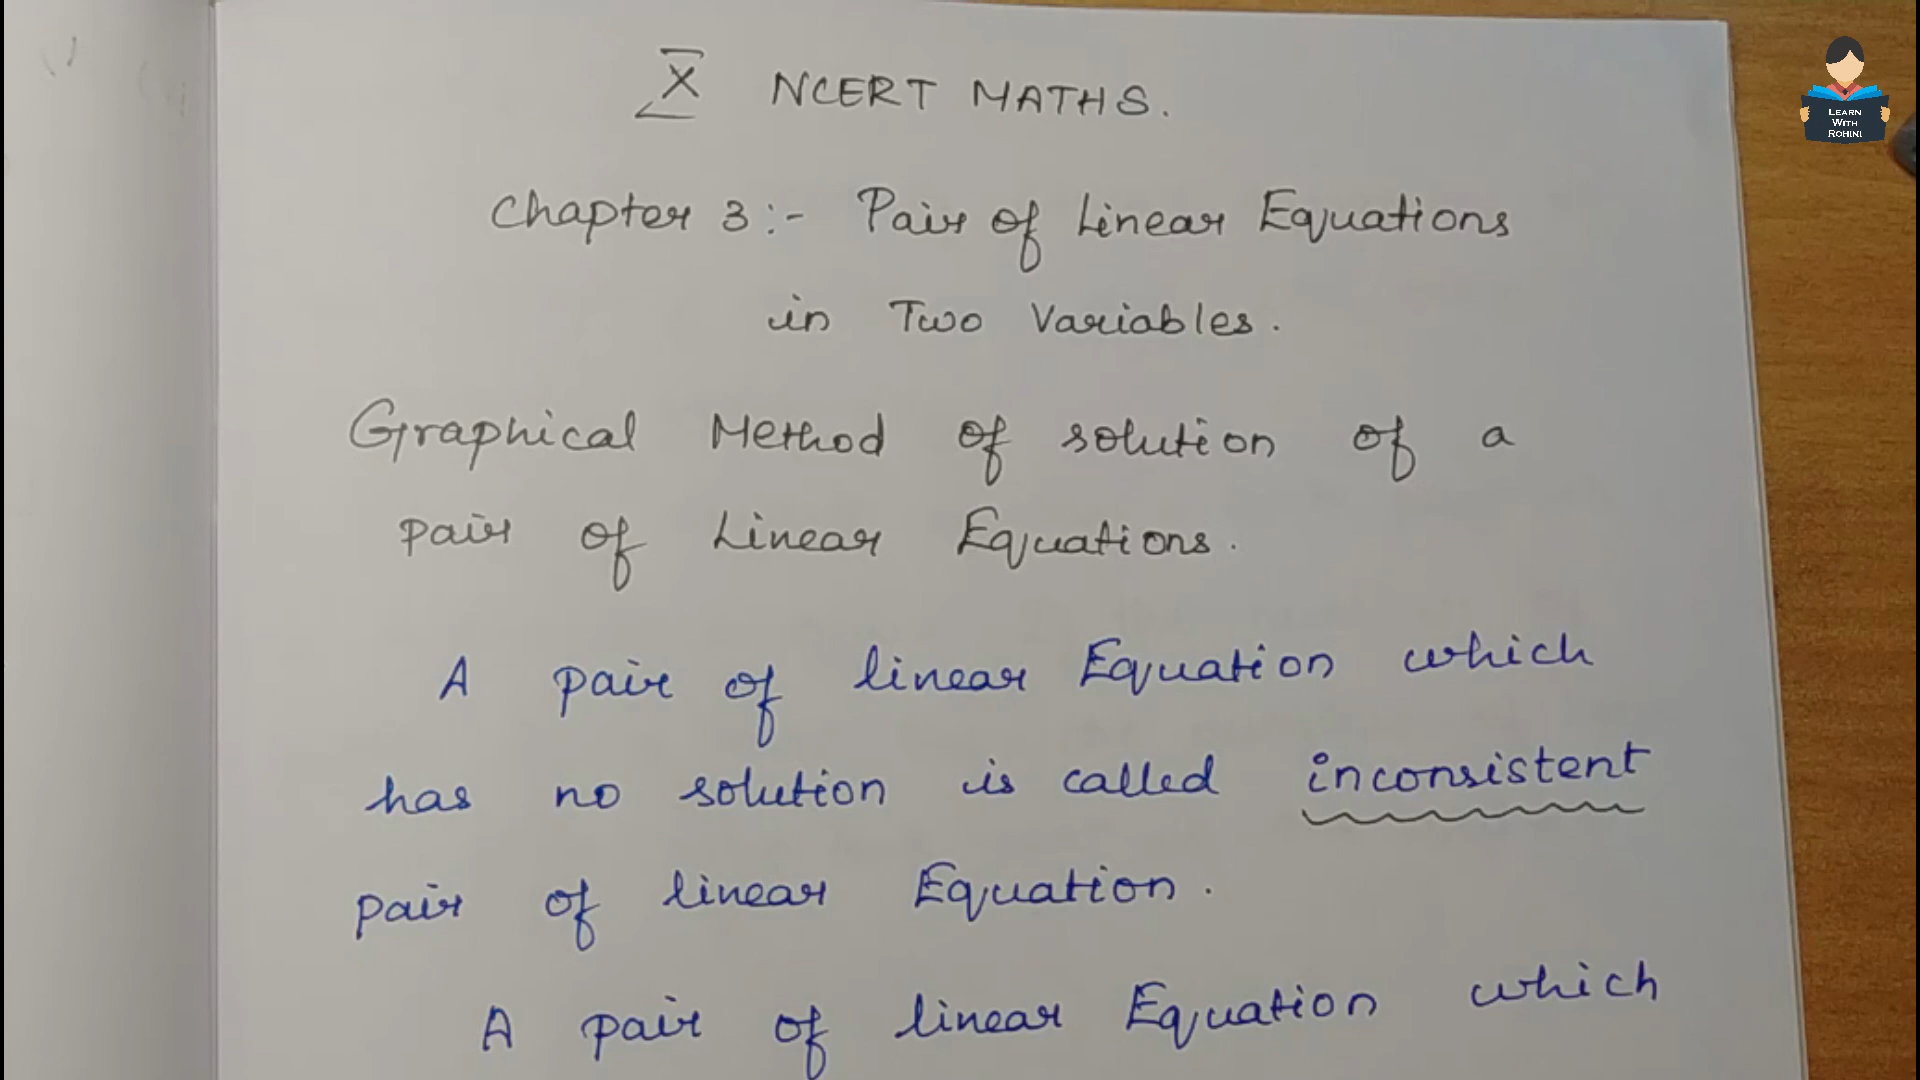 X NCERT MATHS.
LEARN
WITH
ROHINI
Chapter 3:- Pair of Linear Equations
in Two Variables.
Graphical Method of solution of a
pair of Linear Equations.
A pair of linear Equation which
has no solution is called inconsistent
pair of linear Equation.
A pair of linear Equation which